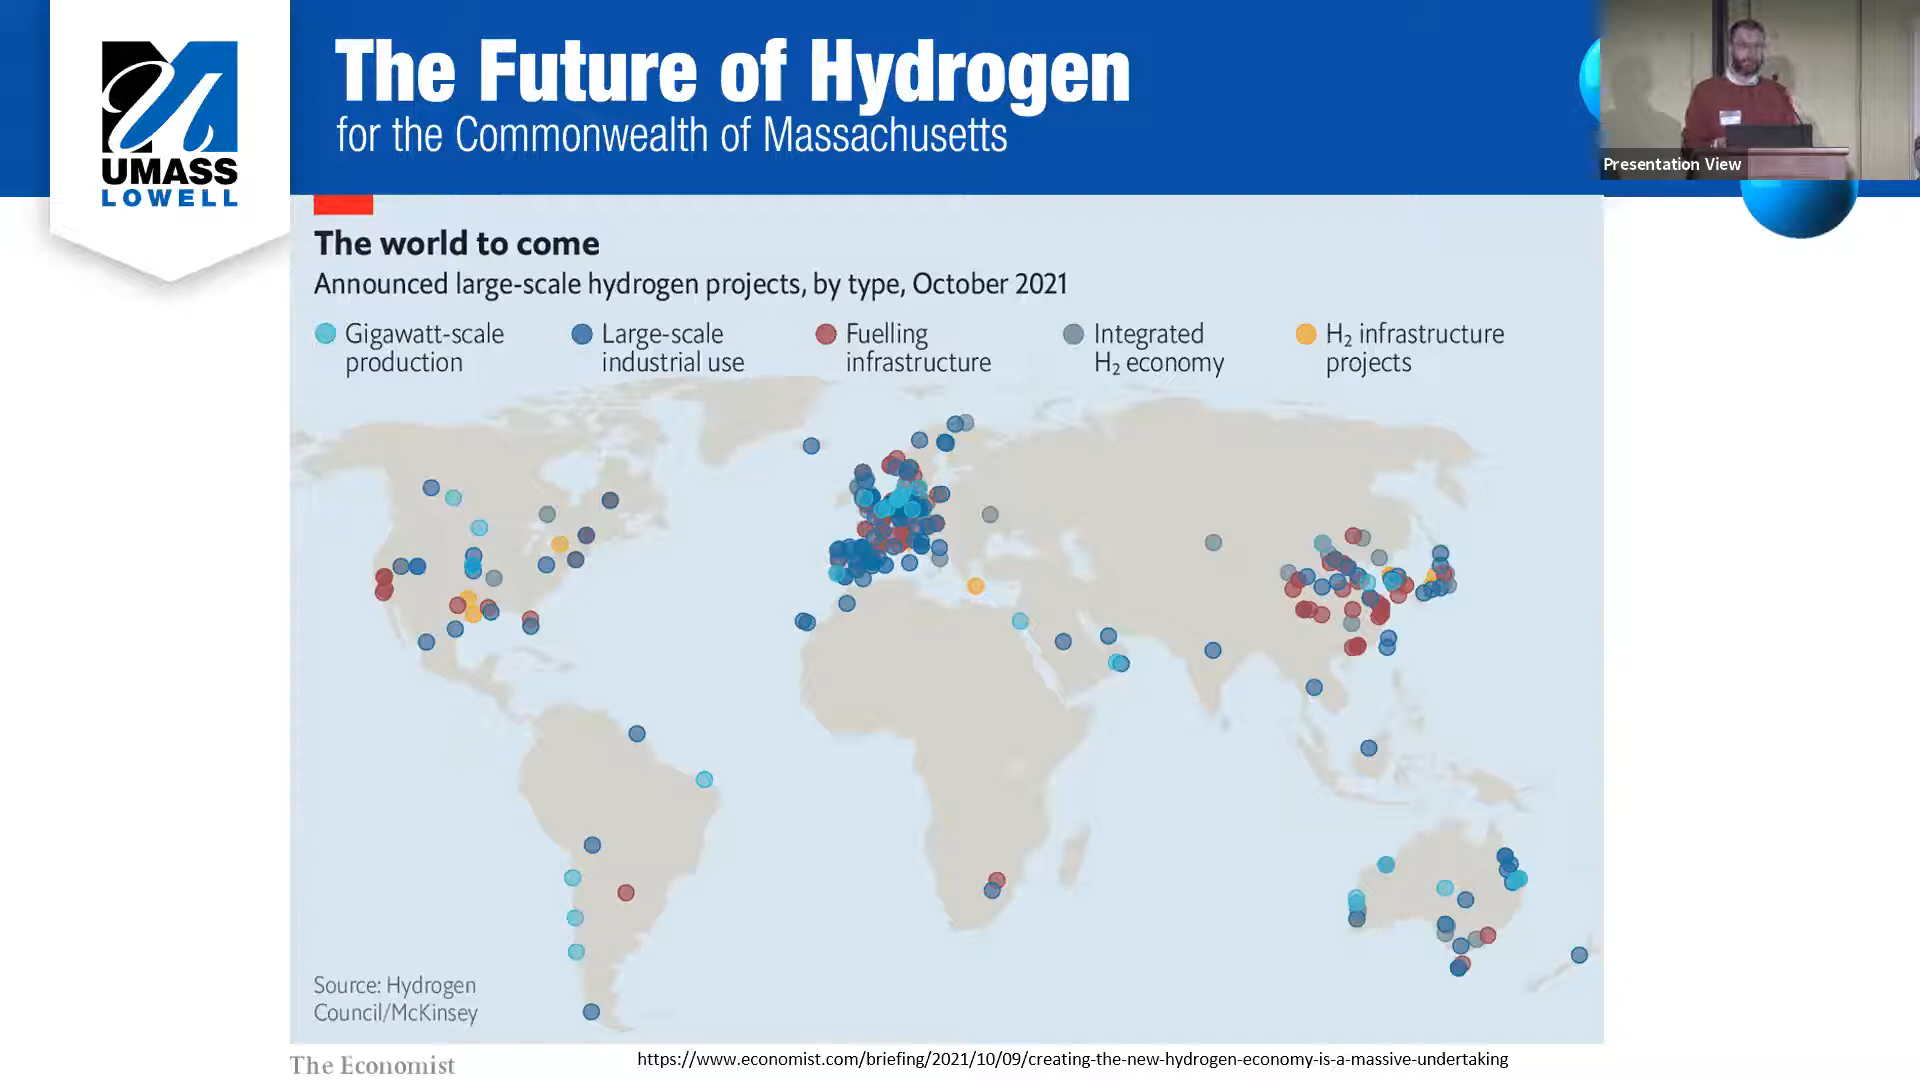 The Future of Hydrogen
for the Commonwealth of Massachusetts
UMASS
LOWELL
Presentation View
The world to come
Announced large-scale hydrogen projects, by type, October 2021
Gigawatt-scale
production
Large-scale
industrial use
Fuelling
infrastructure
Integrated
H₂ economy
H₂ infrastructure
projects
Source: Hydrogen
Council/McKinsey
The Economist
https://www.economist.com/briefing/2021/10/09/creating-the-new-hydrogen-economy-is-a-massive-undertaking